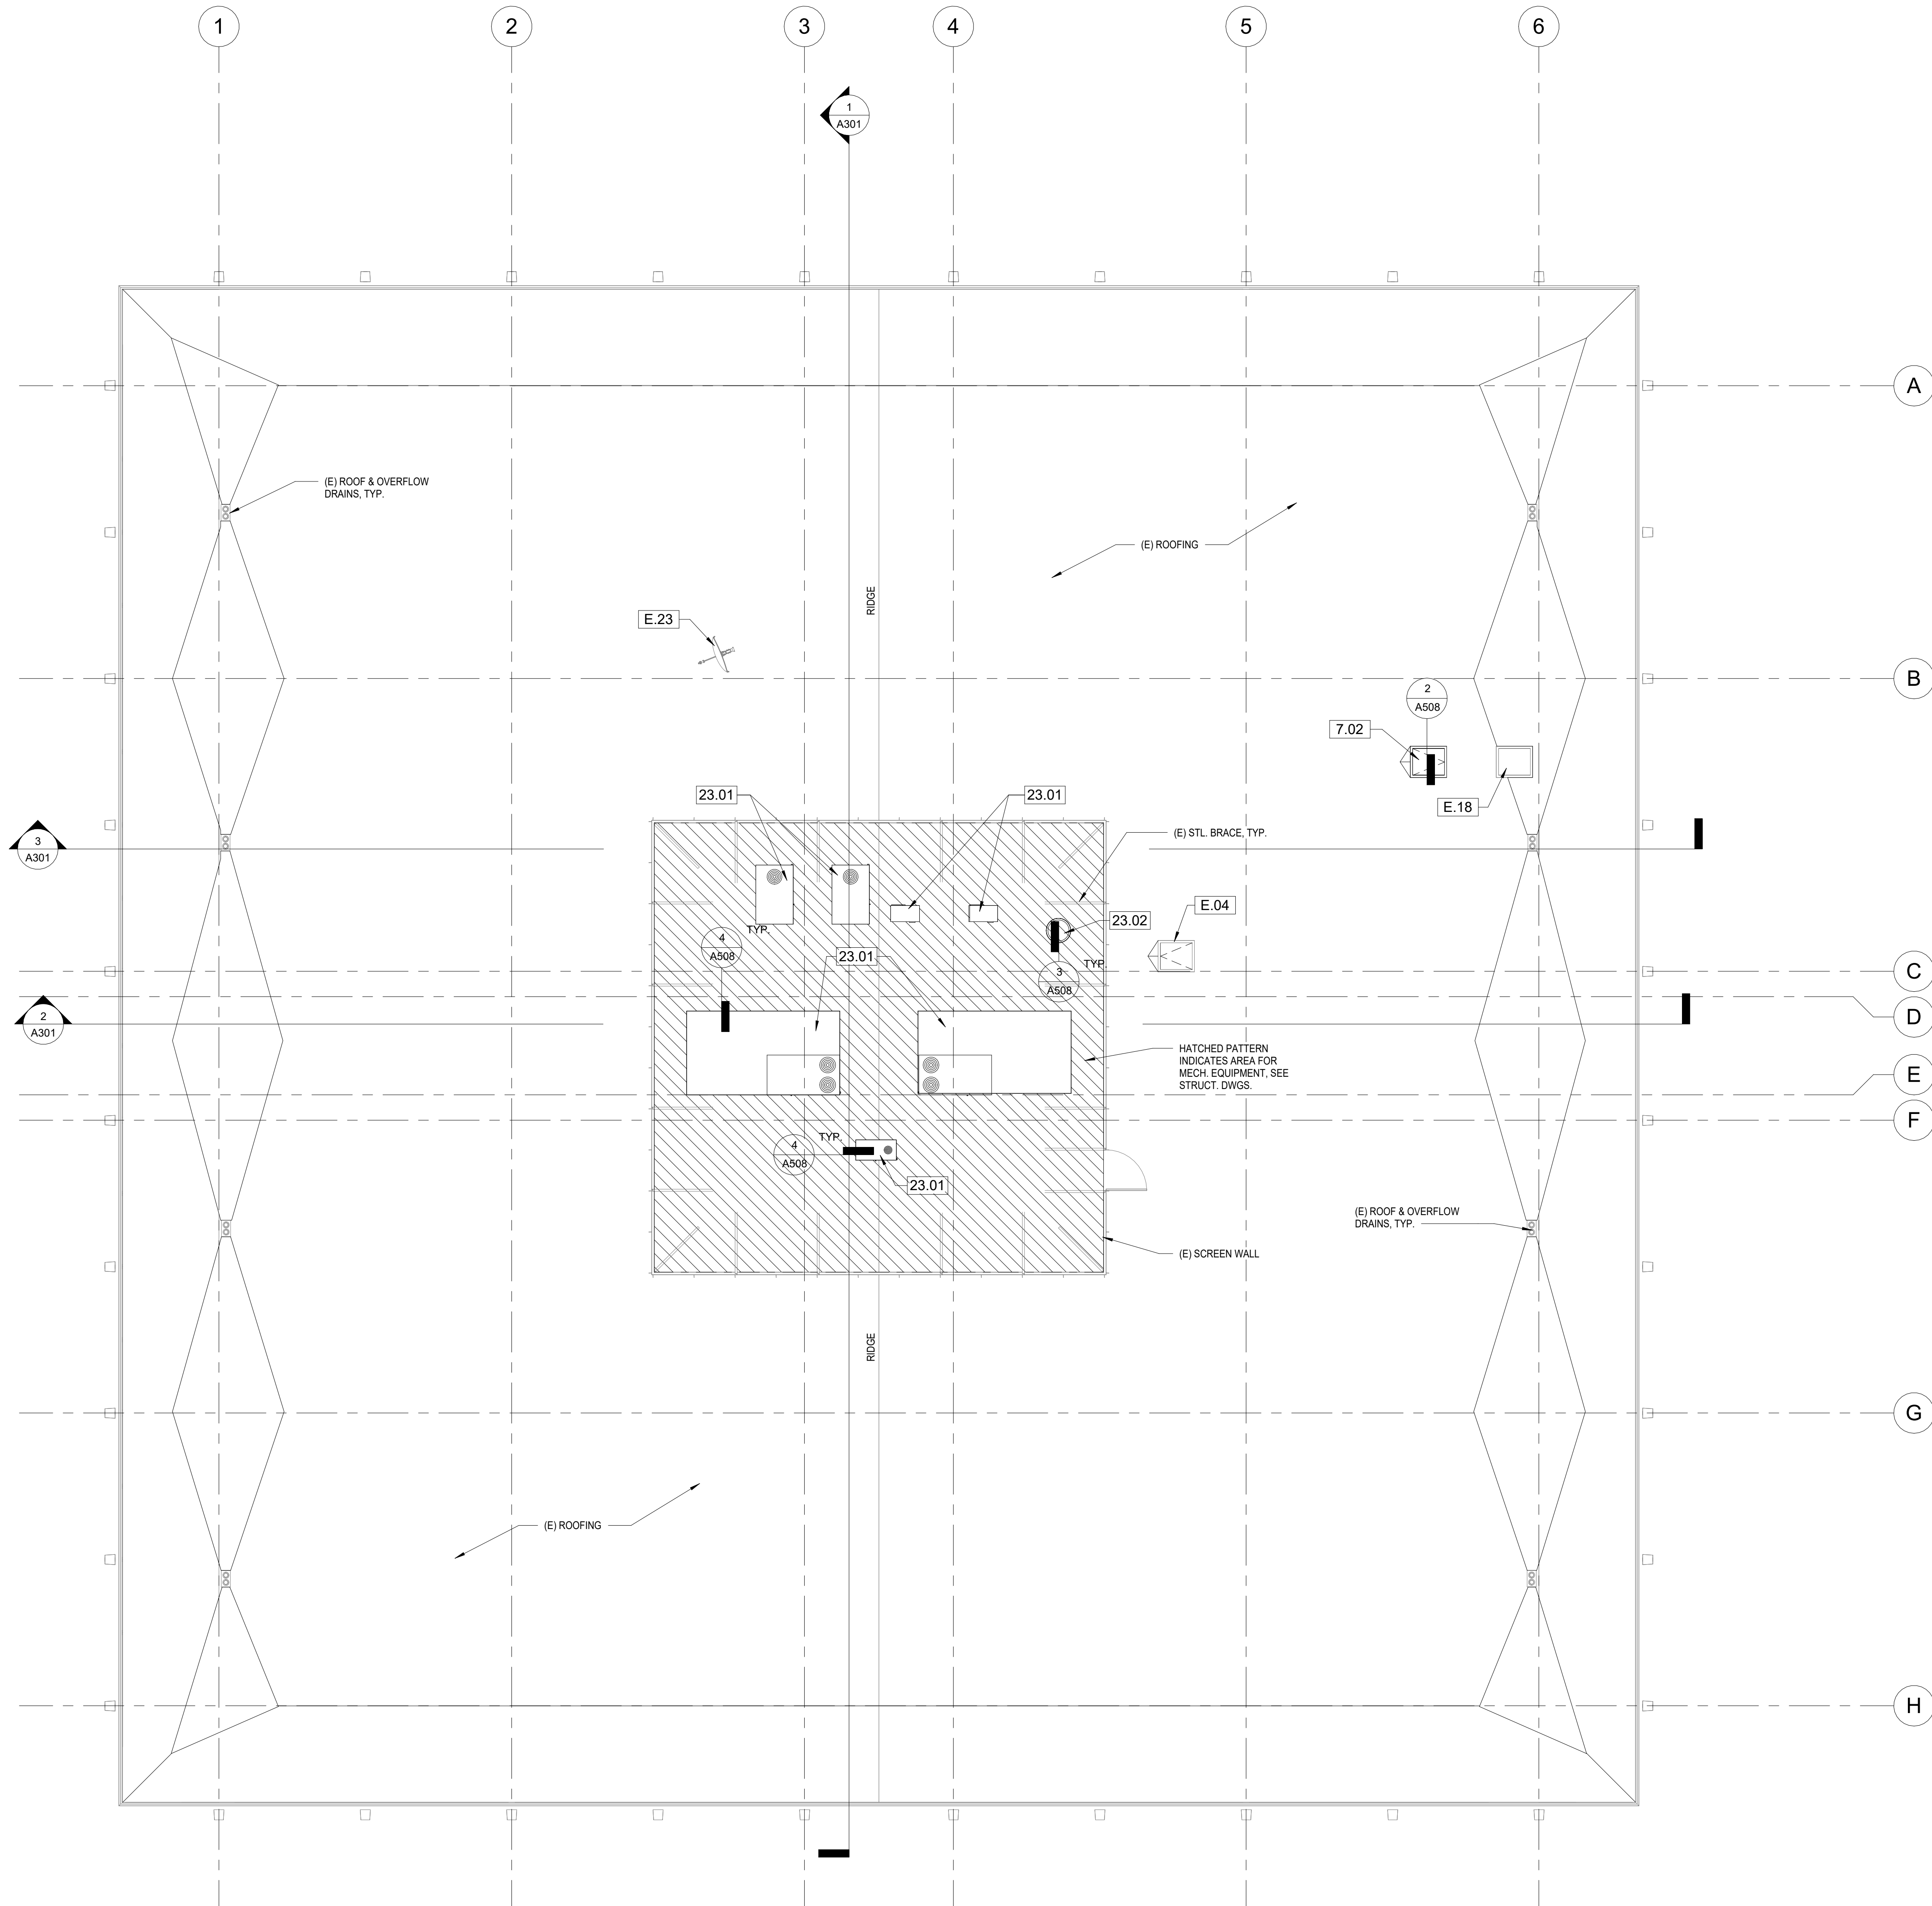 1
2
3
4
5
6
1
A301
A
(E) ROOF & OVERFLOW
DRAINS, TYP.
(E) ROOFING
RIDGE
E.23
B
2
A508
7.02
E.18
23.01
23.01
(E) STL. BRACE, TYP.
3
A301
E.04
23.02
TYP.
4
A508
23.01
TYP.
3
A508
C
D
2
A301
HATCHED PATTERN
INDICATES AREA FOR
MECH. EQUIPMENT, SEE
STRUCT. DWGS.
E
F
TYP.
4
A508
23.01
(E) ROOF & OVERFLOW
DRAINS, TYP.
(E) SCREEN WALL
RIDGE
G
(E) ROOFING
H